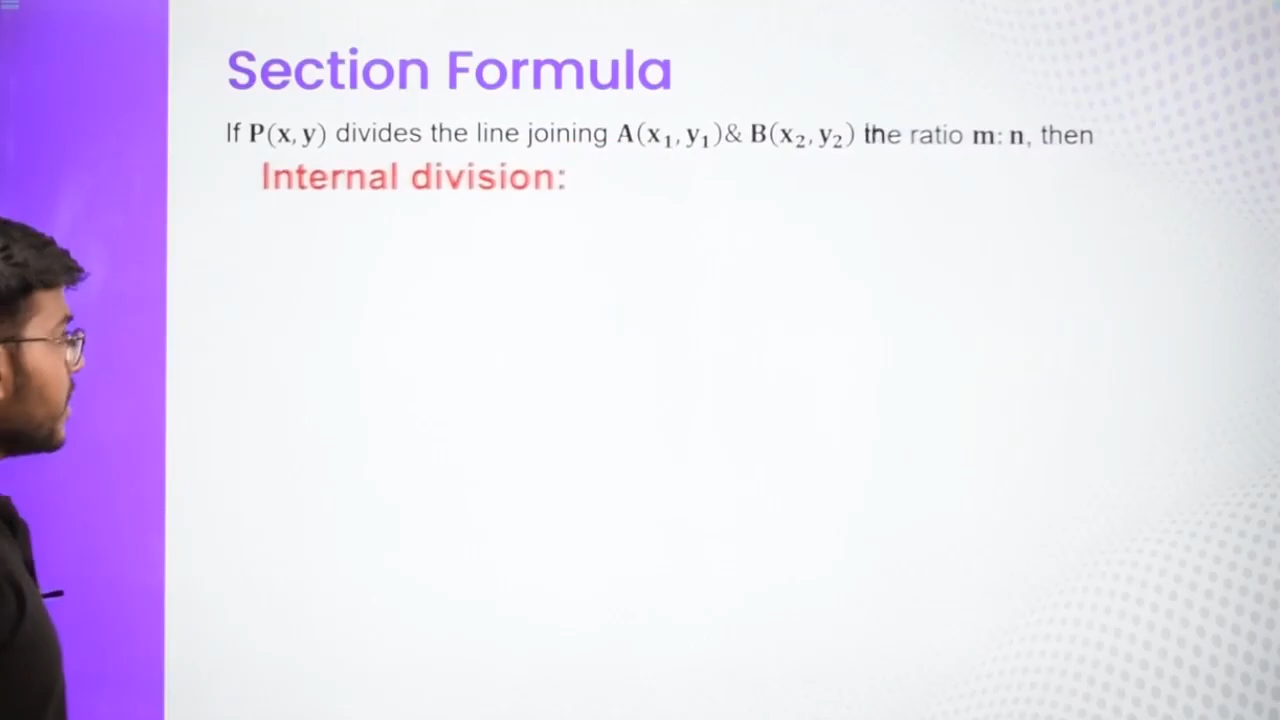 Section Formula
If P(x, y) divides the line joining A(x₁, y₁)& B(x₂, y₂) the ratio m: n, then
Internal division: